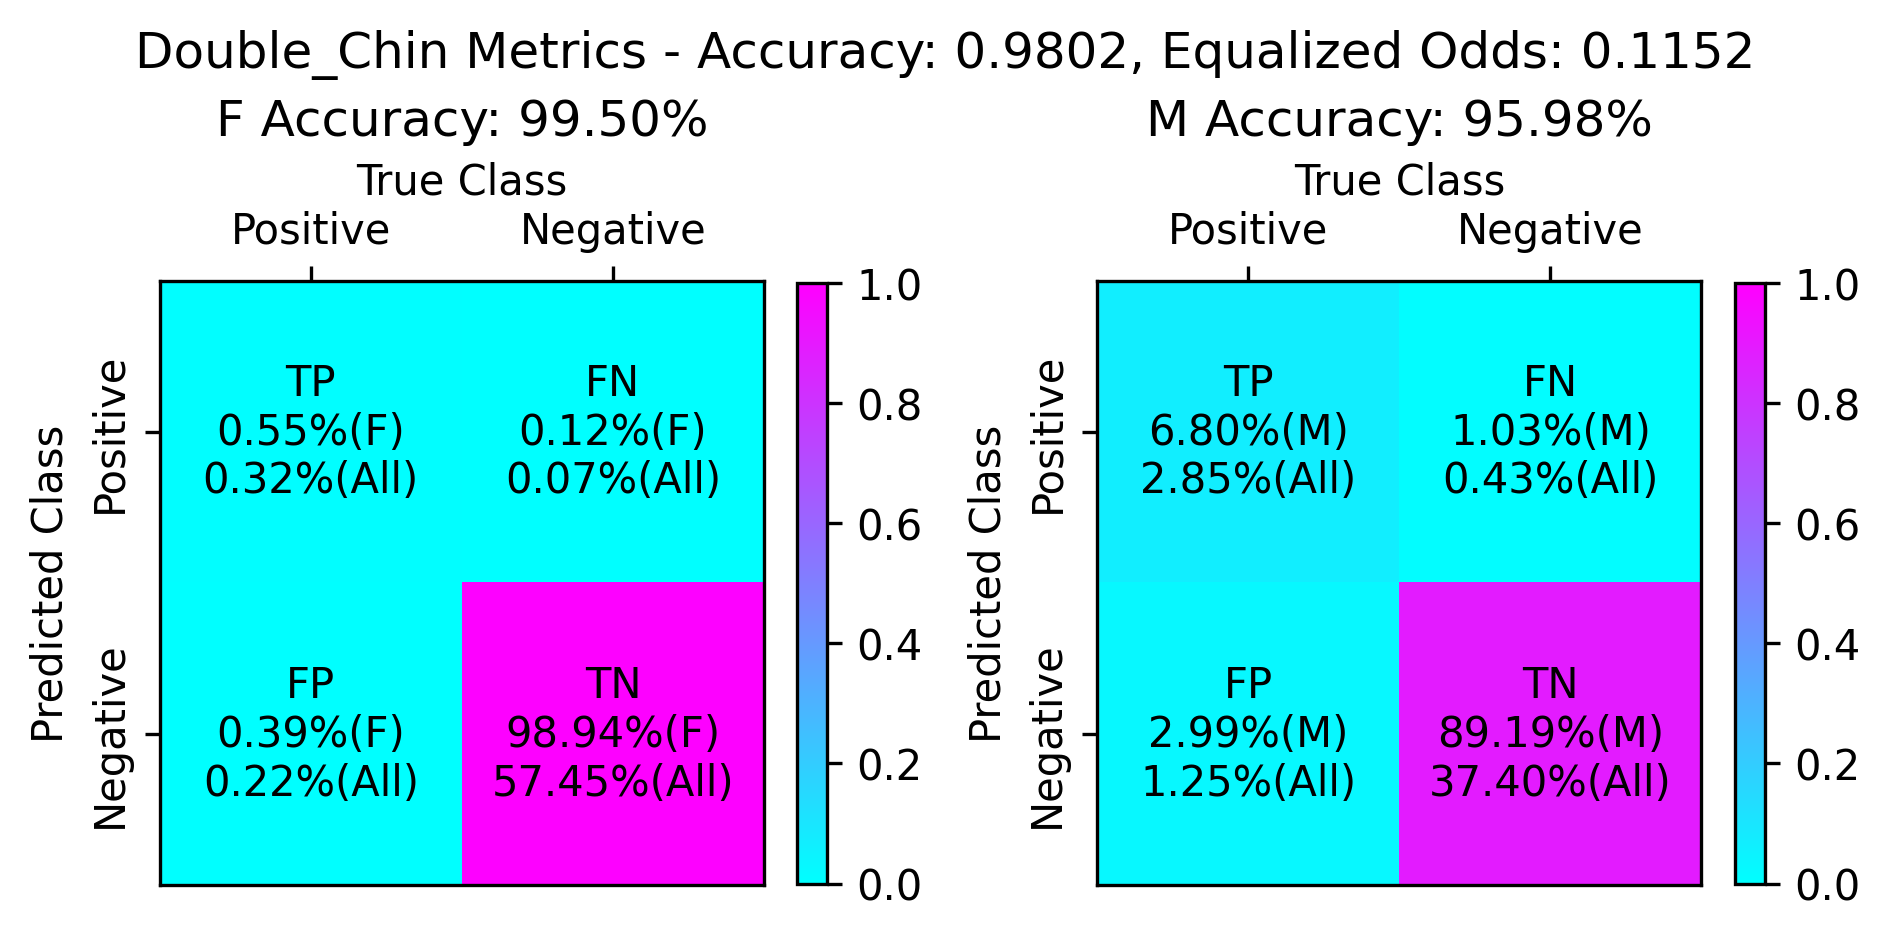 Double_Chin Metrics - Accuracy: 0.9802, Equalized Odds: 0.1152
F Accuracy: 99.50%
True Class
Positive Negative
Predicted Class
Positive
Negative
TP
0.55%(F)
0.32%(All)
FN
0.12%(F)
0.07%(All)
FP
0.39%(F)
0.22%(All)
TN
98.94%(F)
57.45%(All)
1.0
0.8
0.6
0.4
0.2
0.0
M Accuracy: 95.98%
True Class
Positive Negative
Predicted Class
Positive
Negative
TP
6.80%(M)
2.85%(All)
FN
1.03%(M)
0.43%(All)
FP
2.99%(M)
1.25%(All)
TN
89.19%(M)
37.40%(All)
1.0
0.8
0.6
0.4
0.2
0.0